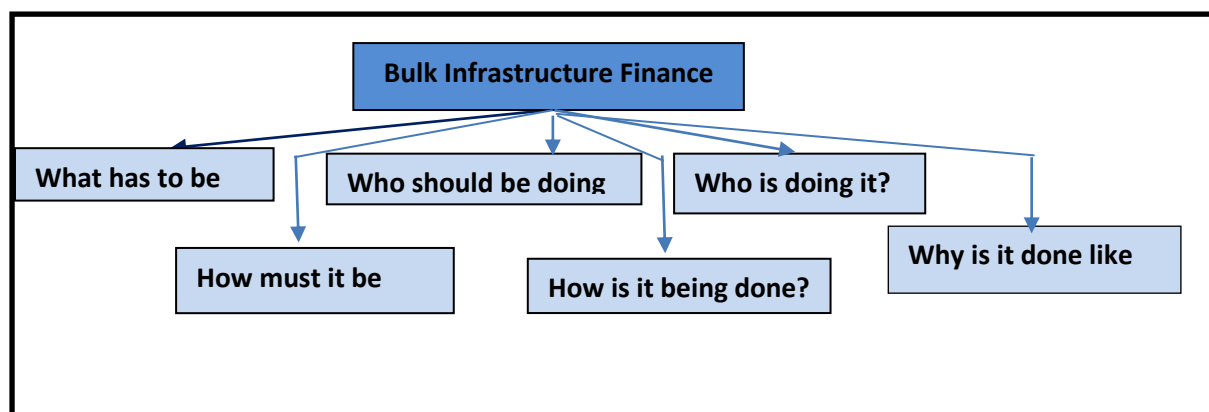 Bulk Infrastructure Finance
What has to be
Who should be doing
Who is doing it?
How must it be
How is it being done?
Why is it done like